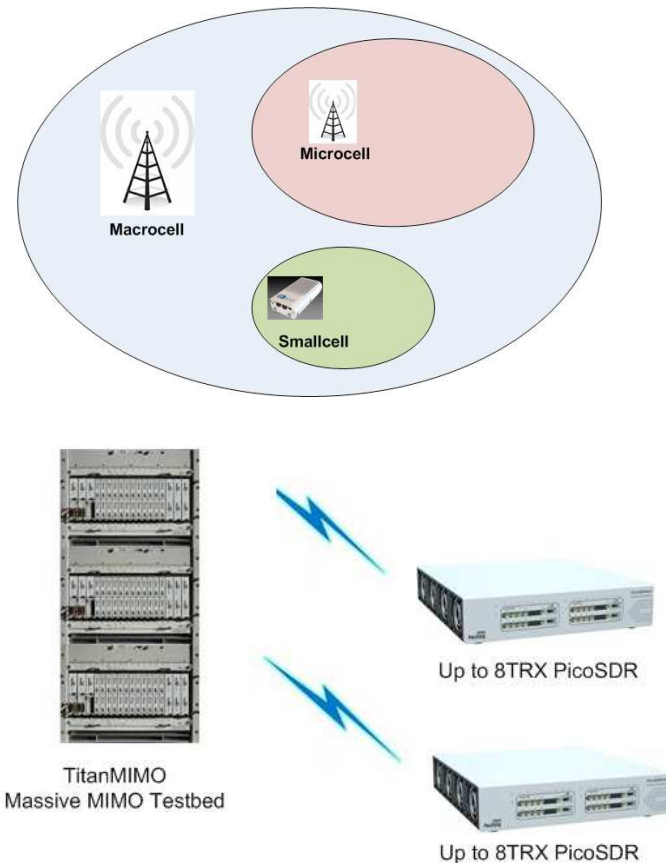 Microcell
Macrocell
Smallcell
Up to 8TRX PicoSDR
TitanMIMO
Massive MIMO Testbed
Up to 8TRX PicoSDR